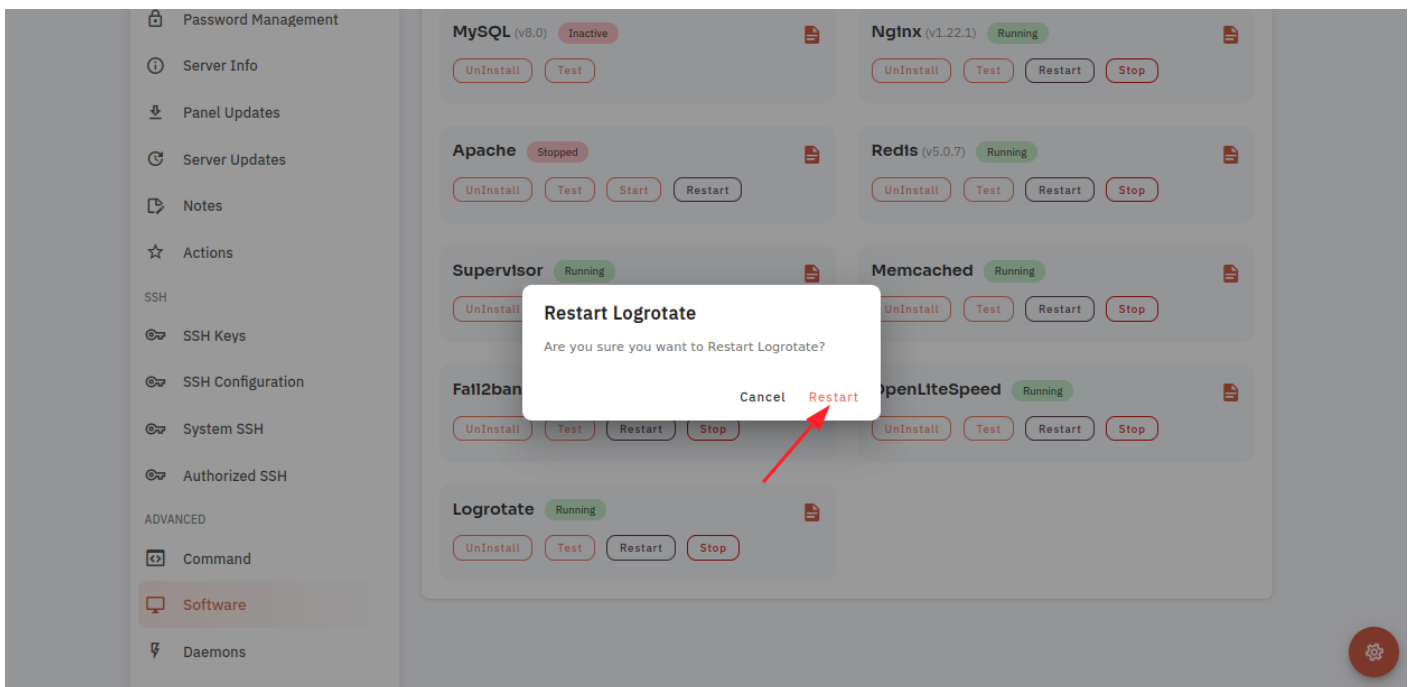 Password Management
Server Info
Panel Updates
Server Updates
Notes
Actions
SSH
SSH Keys
SSH Configuration
System SSH
Authorized SSH
ADVANCED
Command
Software
Daemons
MySQL (v8.0) Inactive
UnInstall Test
Nginx (v1.22.1) Running
UnInstall Test Restart Stop
Apache Stopped
UnInstall Test Start Restart
Redis (v5.0.7) Running
UnInstall Test Restart Stop
Supervisor Running
UnInstall
Memcached Running
UnInstall Test Restart Stop
Restart Logrotate
Are you sure you want to Restart Logrotate?
Cancel Restart
Fail2ban
UnInstall Test Restart Stop
OpenLiteSpeed Running
UnInstall Test Restart Stop
Logrotate Running
UnInstall Test Restart Stop